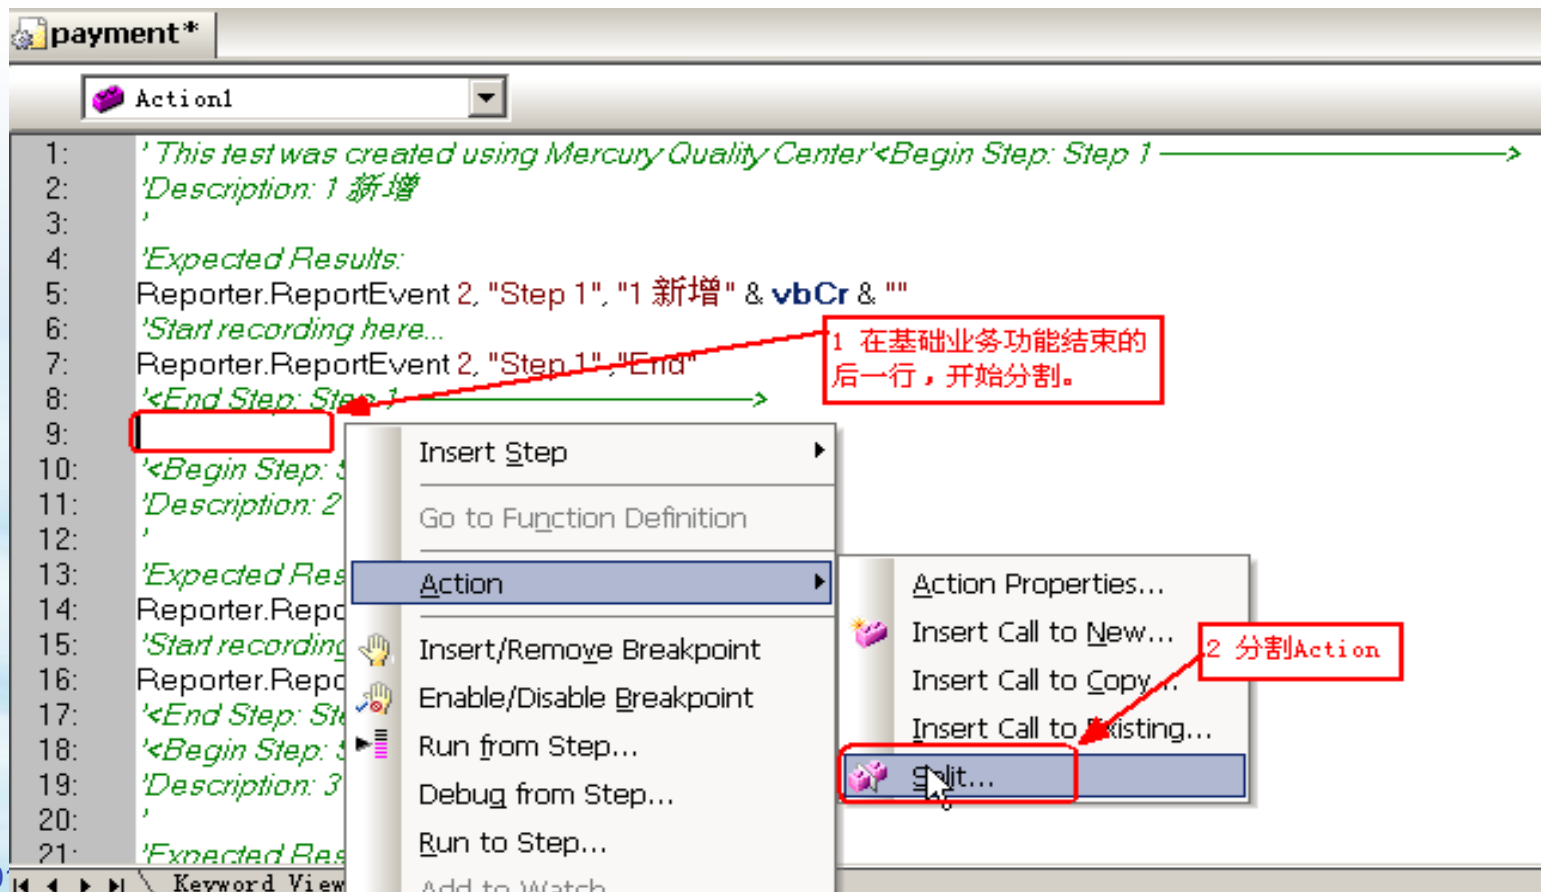 payment*
Action1
1: ' This test was created using Mercury Quality Center'<Begin Step: Step 1 ------------------------>
2: 'Description: 1 新增
3: '
4: 'Expected Results:
5: Reporter.ReportEvent 2, "Step 1", "1 新增" & vbCr & ""
6: 'Start recording here...
7: Reporter.ReportEvent 2, "Step 1", "End"
8: '<End Step: Step 1 ------------------------>
9:
10: '<Begin Step: S
11: 'Description: 2
12: '
13: 'Expected Res
14: Reporter.Repo
15: 'Start recording
16: Reporter.Repo
17: '<End Step: Ste
18: '<Begin Step: S
19: 'Description: 3
20: '
21: 'Expected Res
1 在基础业务功能结束的
后一行，开始分割。
Insert Step
Go to Function Definition
Action
Insert/Remove Breakpoint
Enable/Disable Breakpoint
Run from Step...
Debug from Step...
Run to Step...
Add to Watch
Action Properties...
Insert Call to New...
Insert Call to Copy...
Insert Call to Existing...
Split...
2 分割Action
Keyword View